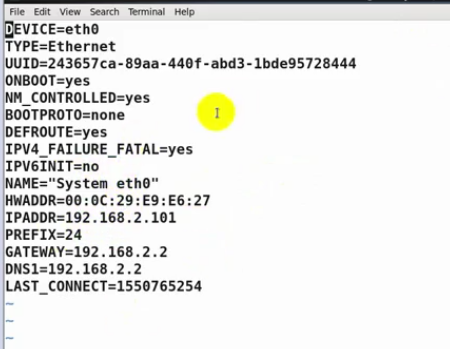 File Edit View Search Terminal Help
DEVICE=eth0
TYPE=Ethernet
UUID=243657ca-89aa-440f-abd3-1bde95728444
ONBOOT=yes
NM_CONTROLLED=yes
BOOTPROTO=none
DEFROUTE=yes
IPV4_FAILURE_FATAL=yes
IPV6INIT=no
NAME="System eth0"
HWADDR=00:0C:29:E9:E6:27
IPADDR=192.168.2.101
PREFIX=24
GATEWAY=192.168.2.2
DNS1=192.168.2.2
LAST_CONNECT=1550765254
~
~
~